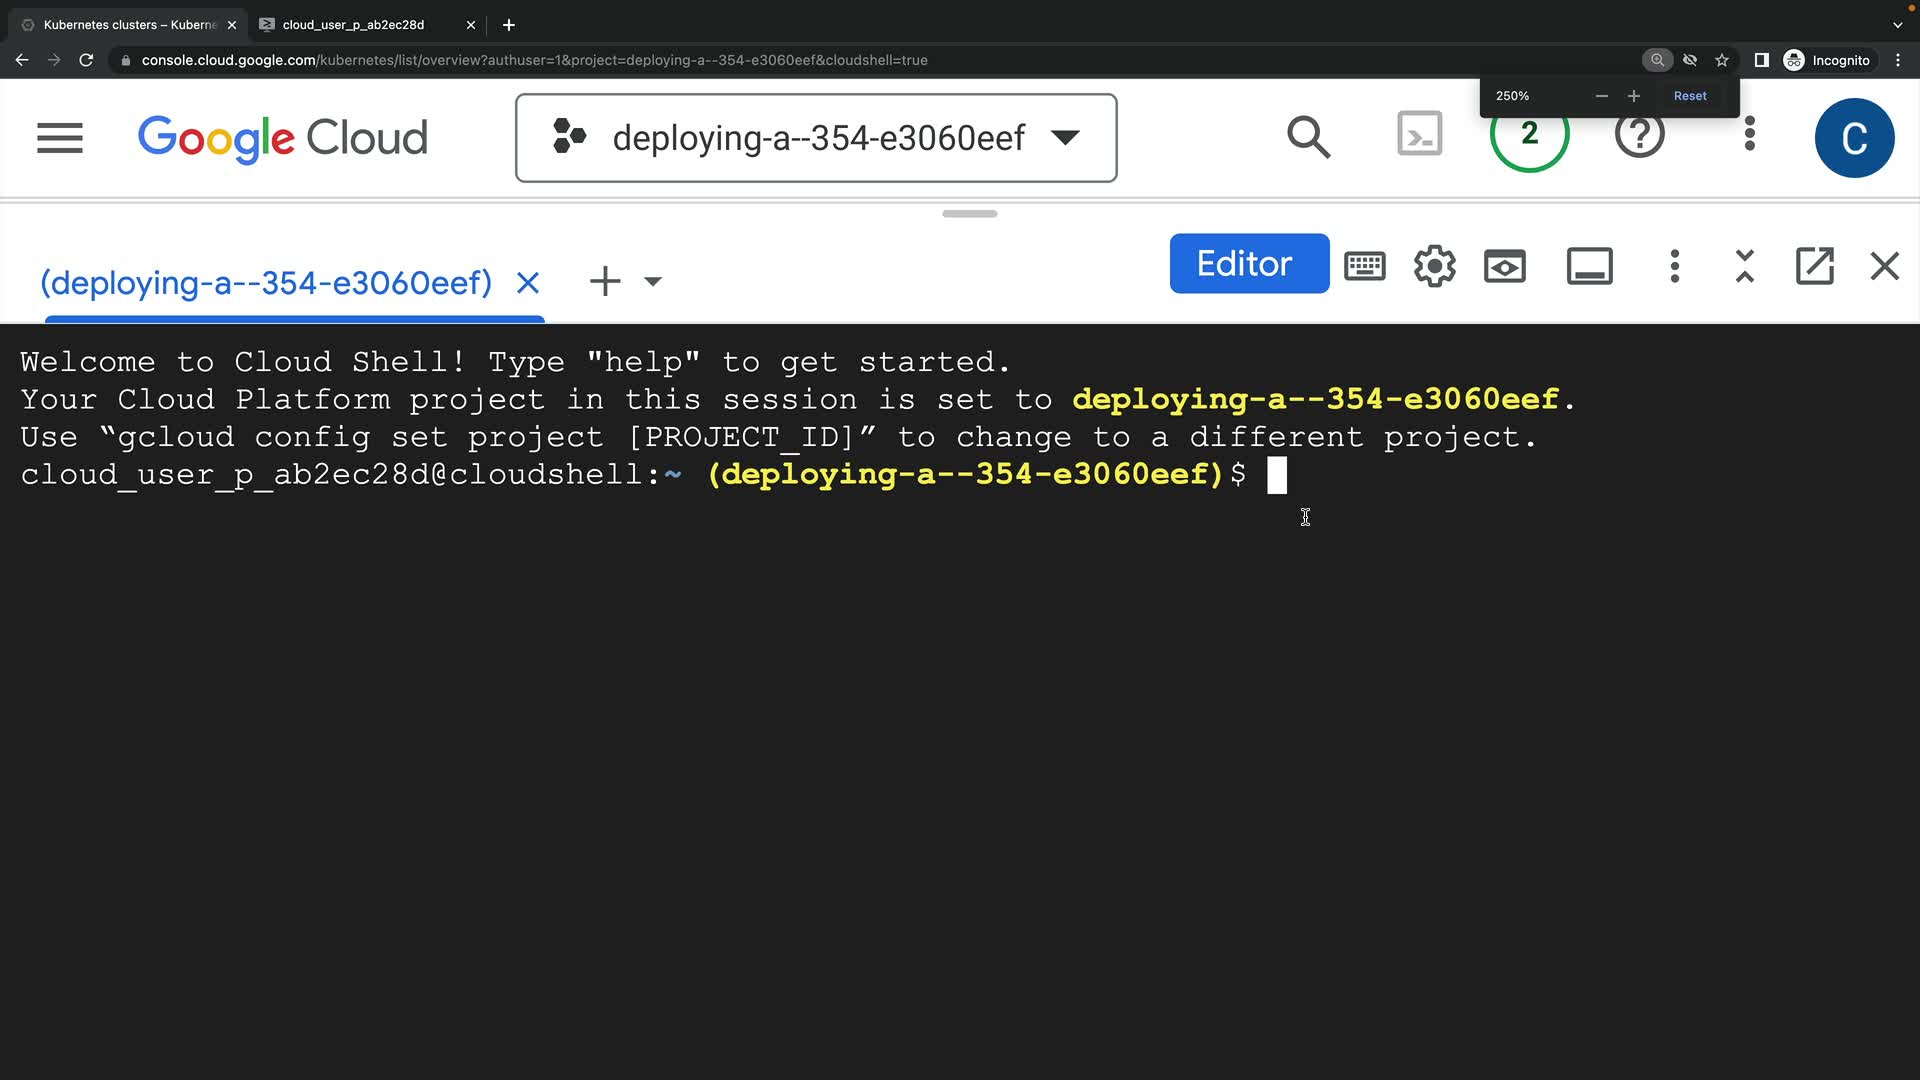 Kubernetes clusters – Kuberne
cloud_user_p_ab2ec28d
console.cloud.google.com/kubernetes/list/overview?authuser=1&project=deploying-a--354-e3060eef&cloudshell=true
Incognito
250%
Reset
Google Cloud
deploying-a--354-e3060eef
2
C
(deploying-a--354-e3060eef)
Editor
Welcome to Cloud Shell! Type "help" to get started.
Your Cloud Platform project in this session is set to deploying-a--354-e3060eef.
Use “gcloud config set project [PROJECT_ID]” to change to a different project.
cloud_user_p_ab2ec28d@cloudshell:~ (deploying-a--354-e3060eef)$